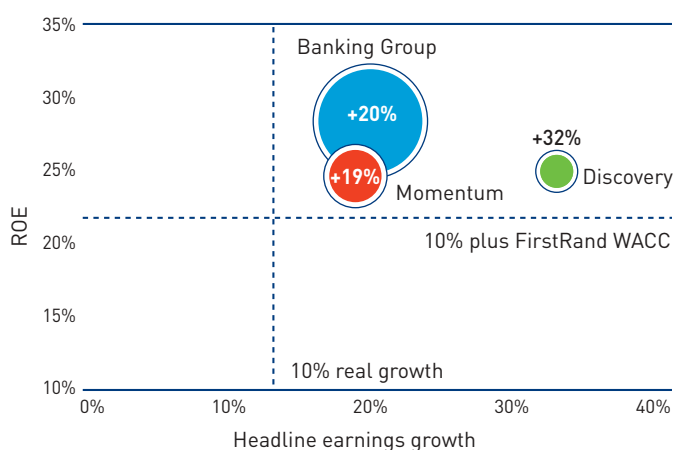 35%
Banking Group
30%
+20%
+32%
25%
+19%
Discovery
Momentum
ROE
20%
10% plus FirstRand WACC
15%
10% real growth
10%
0%
10%
20%
30%
40%
Headline earnings growth